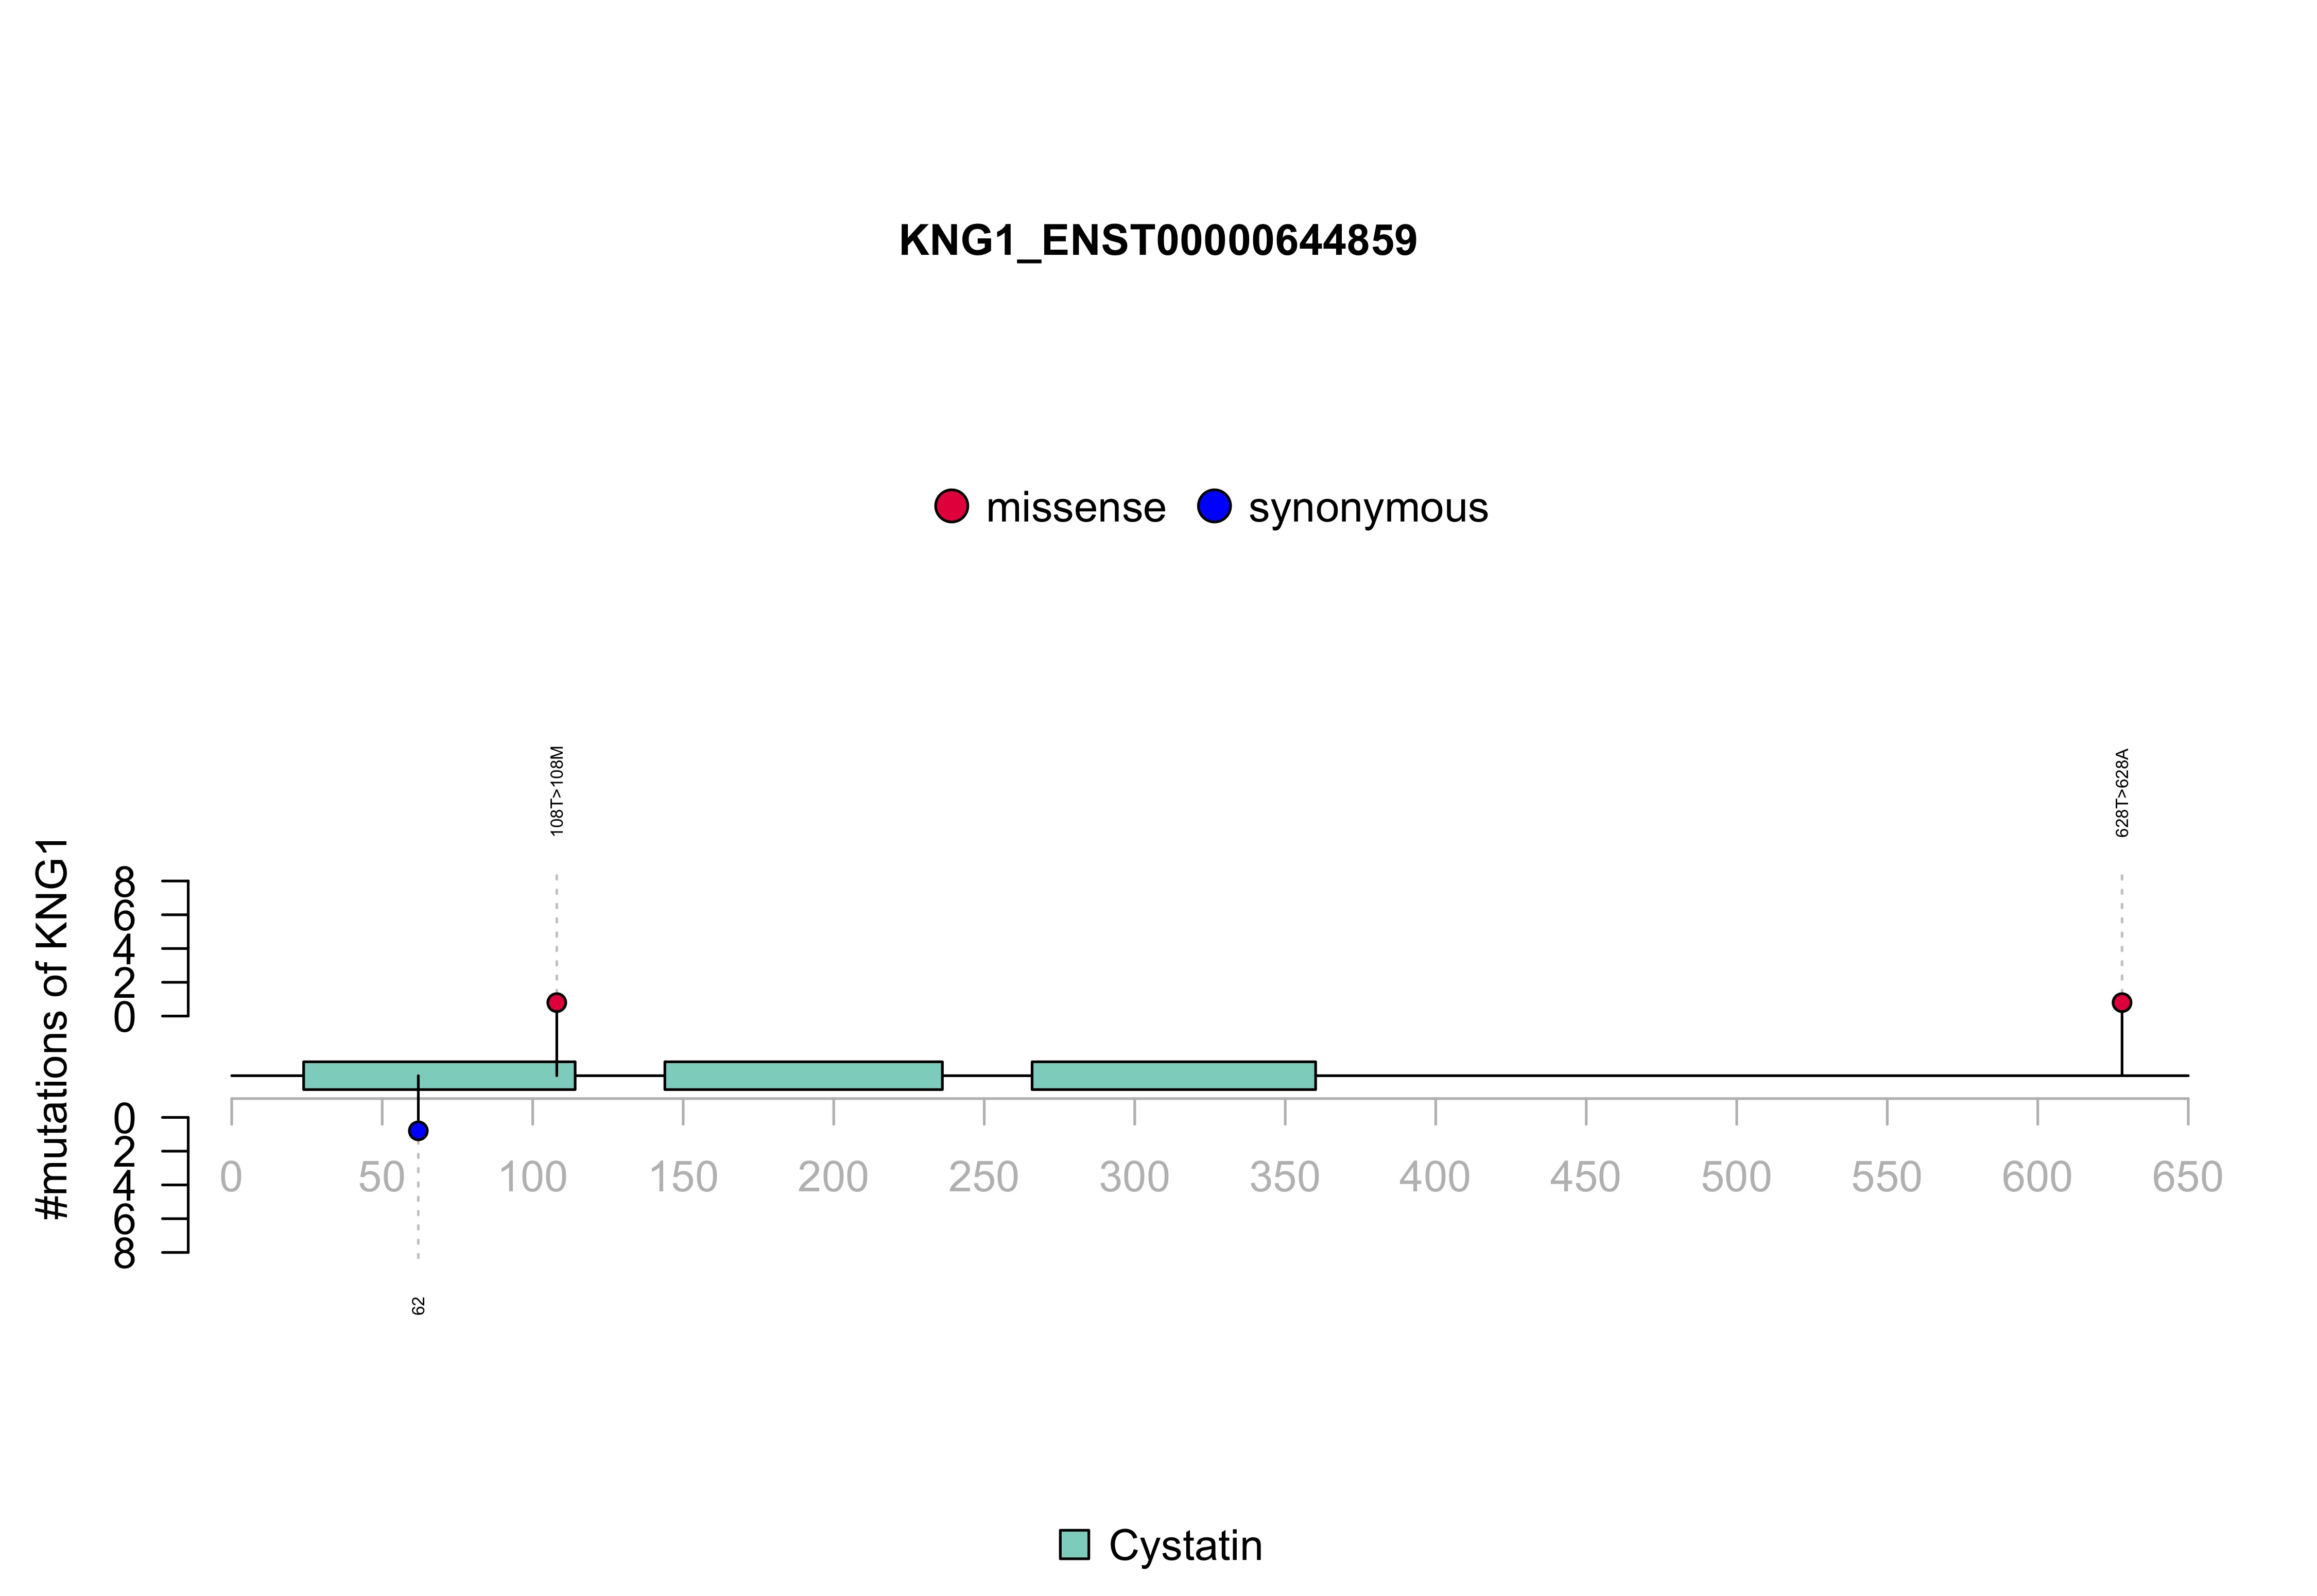 KNG1_ENST00000644859
missense synonymous
108T>108M
628T>628A
#mutations of KNG1
8
6
4
2
0
0
2
4
6
8
0 50 100 150 200 250 300 350 400 450 500 550 600 650
62
Cystatin